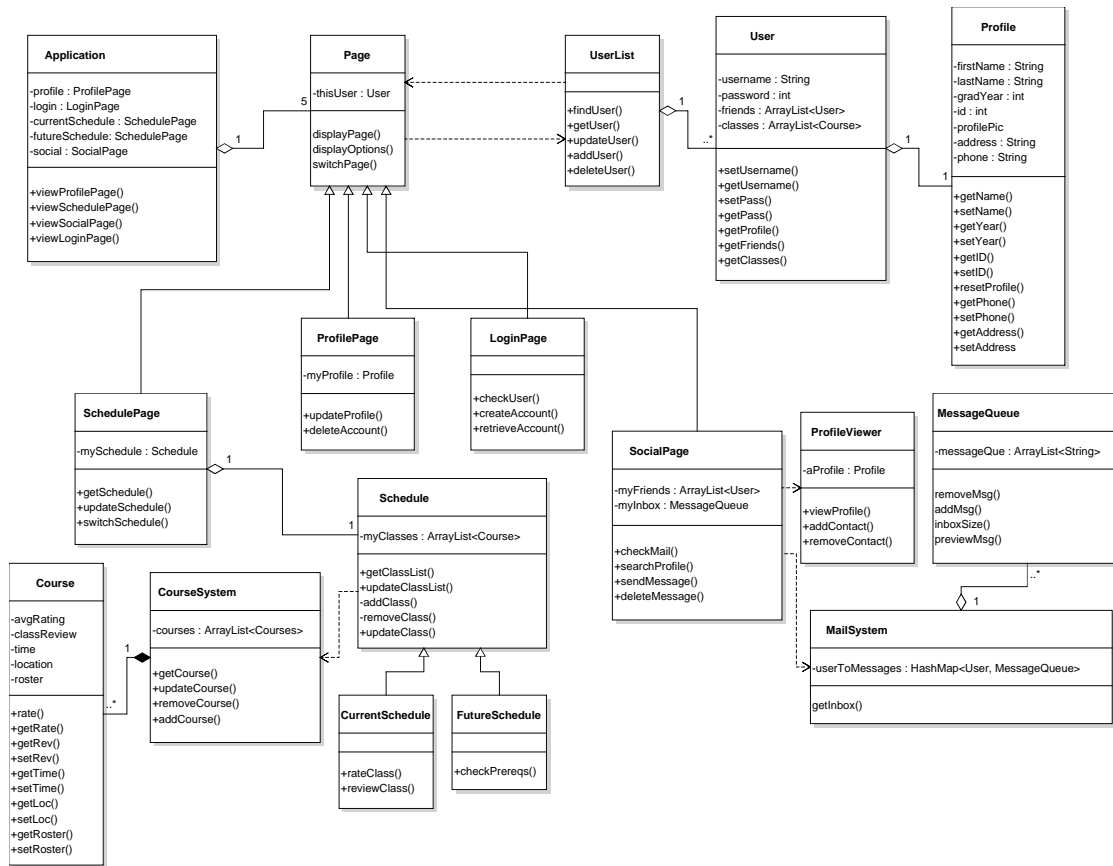 Application
-profile : ProfilePage
-login : LoginPage
-currentSchedule : SchedulePage
-futureSchedule: SchedulePage
-social : SocialPage
+viewProfilePage()
+viewSchedulePage()
+viewSocialPage()
+viewLoginPage()
1
5
Page
-thisUser : User
displayPage()
displayOptions()
switchPage()
UserList
+findUser()
+getUser()
+updateUser()
+addUser()
+deleteUser()
1
..*
User
-username : String
-password : int
-friends : ArrayList<User>
-classes : ArrayList<Course>
+setUsername()
+getUsername()
+setPass()
+getPass()
+getProfile()
+getFriends()
+getClasses()
1
1
Profile
-firstName : String
-lastName : String
-gradYear : int
-id : int
-profilePic
-address : String
-phone : String
+getName()
+setName()
+getYear()
+setYear()
+getID()
+setID()
+resetProfile()
+getPhone()
+setPhone()
+getAddress()
+setAddress
ProfilePage
-myProfile : Profile
+updateProfile()
+deleteAccount()
LoginPage
+checkUser()
+createAccount()
+retrieveAccount()
SchedulePage
-mySchedule : Schedule
+getSchedule()
+updateSchedule()
+switchSchedule()
1
1
Schedule
-myClasses : ArrayList<Course>
+getClassList()
+updateClassList()
-addClass()
-removeClass()
+updateClass()
SocialPage
-myFriends : ArrayList<User>
-myInbox : MessageQueue
+checkMail()
+searchProfile()
+sendMessage()
+deleteMessage()
ProfileViewer
-aProfile : Profile
+viewProfile()
+addContact()
+removeContact()
MessageQueue
-messageQue : ArrayList<String>
removeMsg()
addMsg()
inboxSize()
previewMsg()
..*
1
MailSystem
-userToMessages : HashMap<User, MessageQueue>
getInbox()
Course
-avgRating
-classReview
-time
-location
-roster
+rate()
+getRate()
+getRev()
+setRev()
+getTime()
+setTime()
+getLoc()
+setLoc()
+getRoster()
+setRoster()
1
..*
CourseSystem
-courses : ArrayList<Courses>
+getCourse()
+updateCourse()
+removeCourse()
+addCourse()
CurrentSchedule
+rateClass()
+reviewClass()
FutureSchedule
+checkPrereqs()